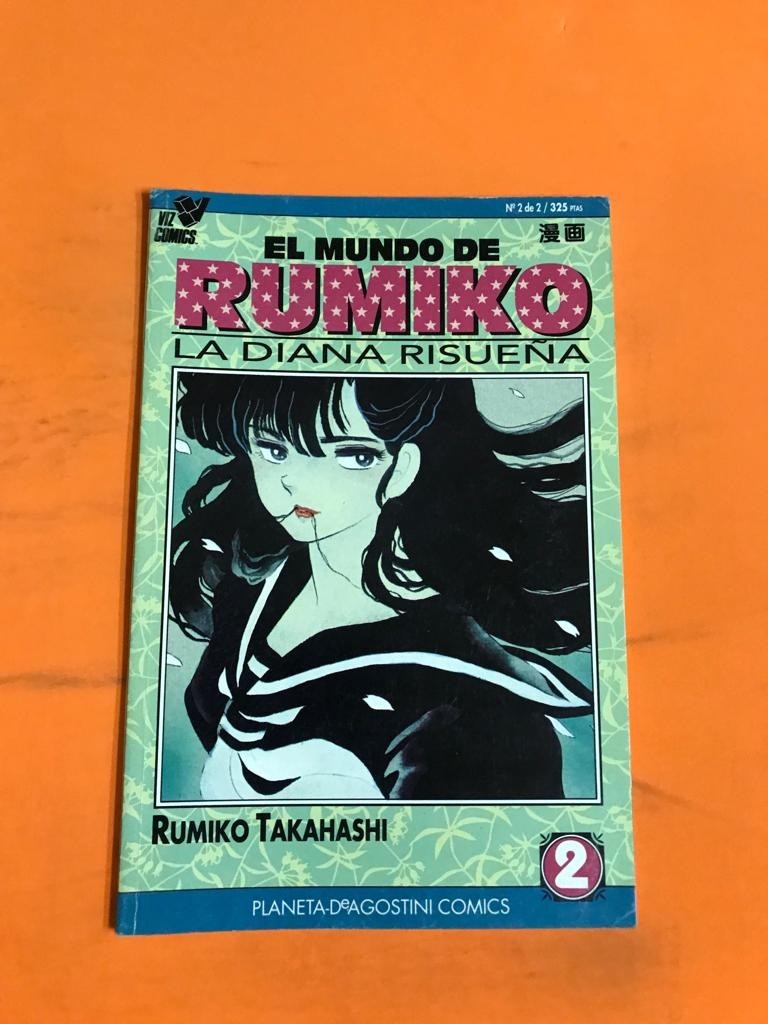 VIZ
COMICS™
Nº 2 de 2 / 325 PTAS
漫画
EL MUNDO DE
RUMIKO
LA DIANA RISUEÑA
RUMIKO TAKAHASHI
2
PLANETA-DeAGOSTINI COMICS